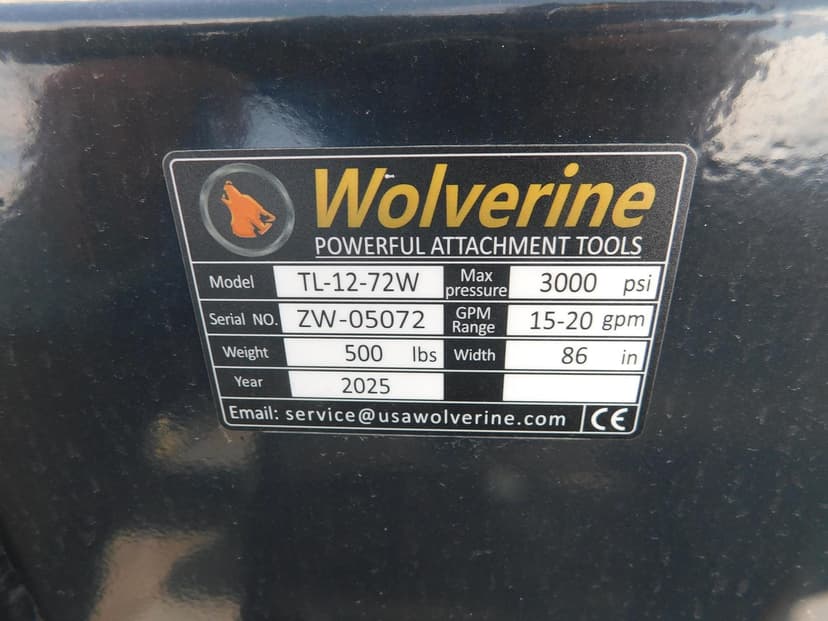 Wolverine
POWERFUL ATTACHMENT TOOLS
Model TL-12-72W Max pressure 3000 psi
Serial NO. ZW-05072 GPM Range 15-20 gpm
Weight 500 lbs Width 86 in
Year 2025
Email: service@usawolverine.com CE